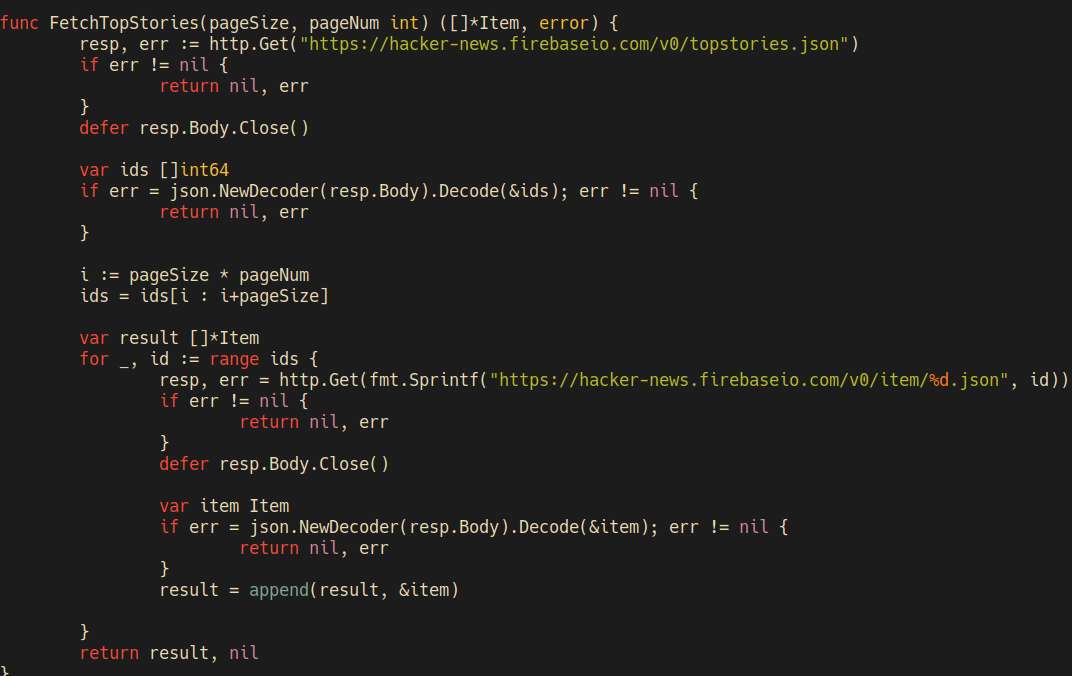 func FetchTopStories(pageSize, pageNum int) ([]*Item, error) {
        resp, err := http.Get("https://hacker-news.firebaseio.com/v0/topstories.json")
        if err != nil {
                return nil, err
        }
        defer resp.Body.Close()

        var ids []int64
        if err = json.NewDecoder(resp.Body).Decode(&ids); err != nil {
                return nil, err
        }

        i := pageSize * pageNum
        ids = ids[i : i+pageSize]

        var result []*Item
        for _, id := range ids {
                resp, err = http.Get(fmt.Sprintf("https://hacker-news.firebaseio.com/v0/item/%d.json", id))
                if err != nil {
                        return nil, err
                }
                defer resp.Body.Close()

                var item Item
                if err = json.NewDecoder(resp.Body).Decode(&item); err != nil {
                        return nil, err
                }
                result = append(result, &item)

        }
        return result, nil
}